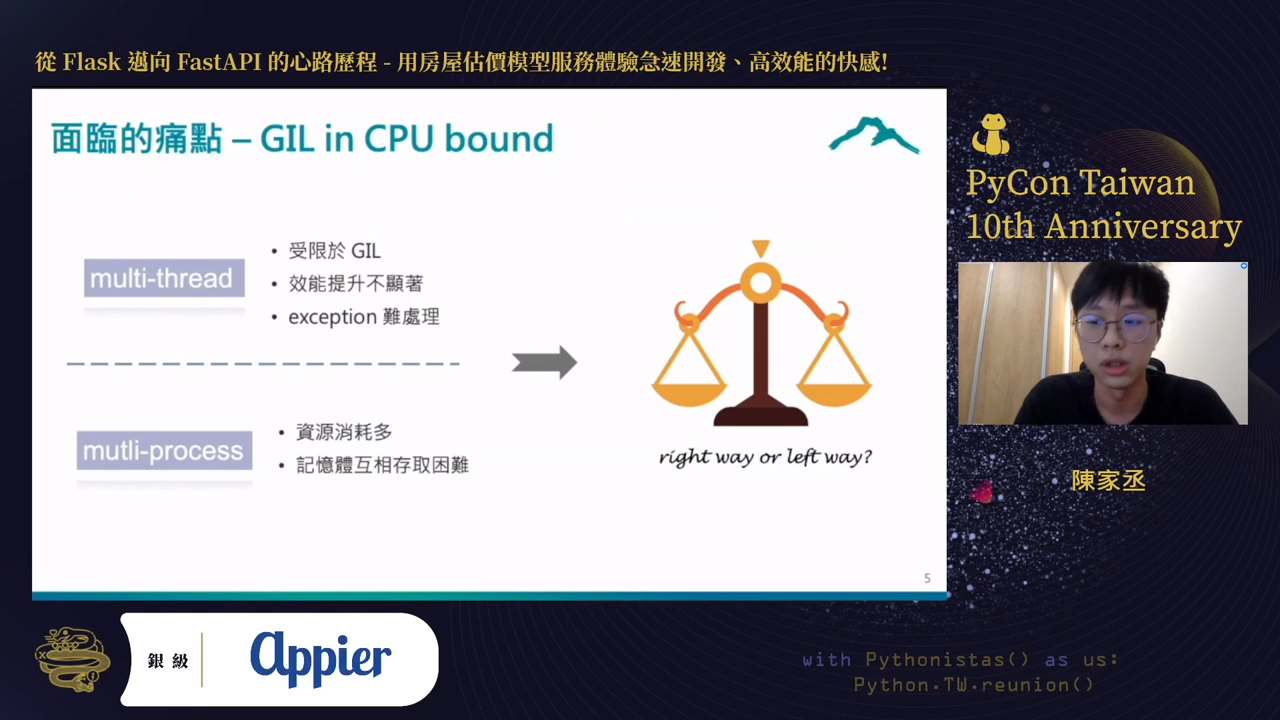 從 Flask 邁向 FastAPI 的心路歷程 - 用房屋估價模型服務體驗急速開發、高效能的快感!
面臨的痛點 – GIL in CPU bound
multi-thread
• 受限於 GIL
• 效能提升不顯著
• exception 難處理
mutli-process
• 資源消耗多
• 記憶體互相存取困難
right way or left way?
5
PyCon Taiwan
10th Anniversary
陳家丞
銀級
appier
with Pythonistas() as us:
Python.TW.reunion()